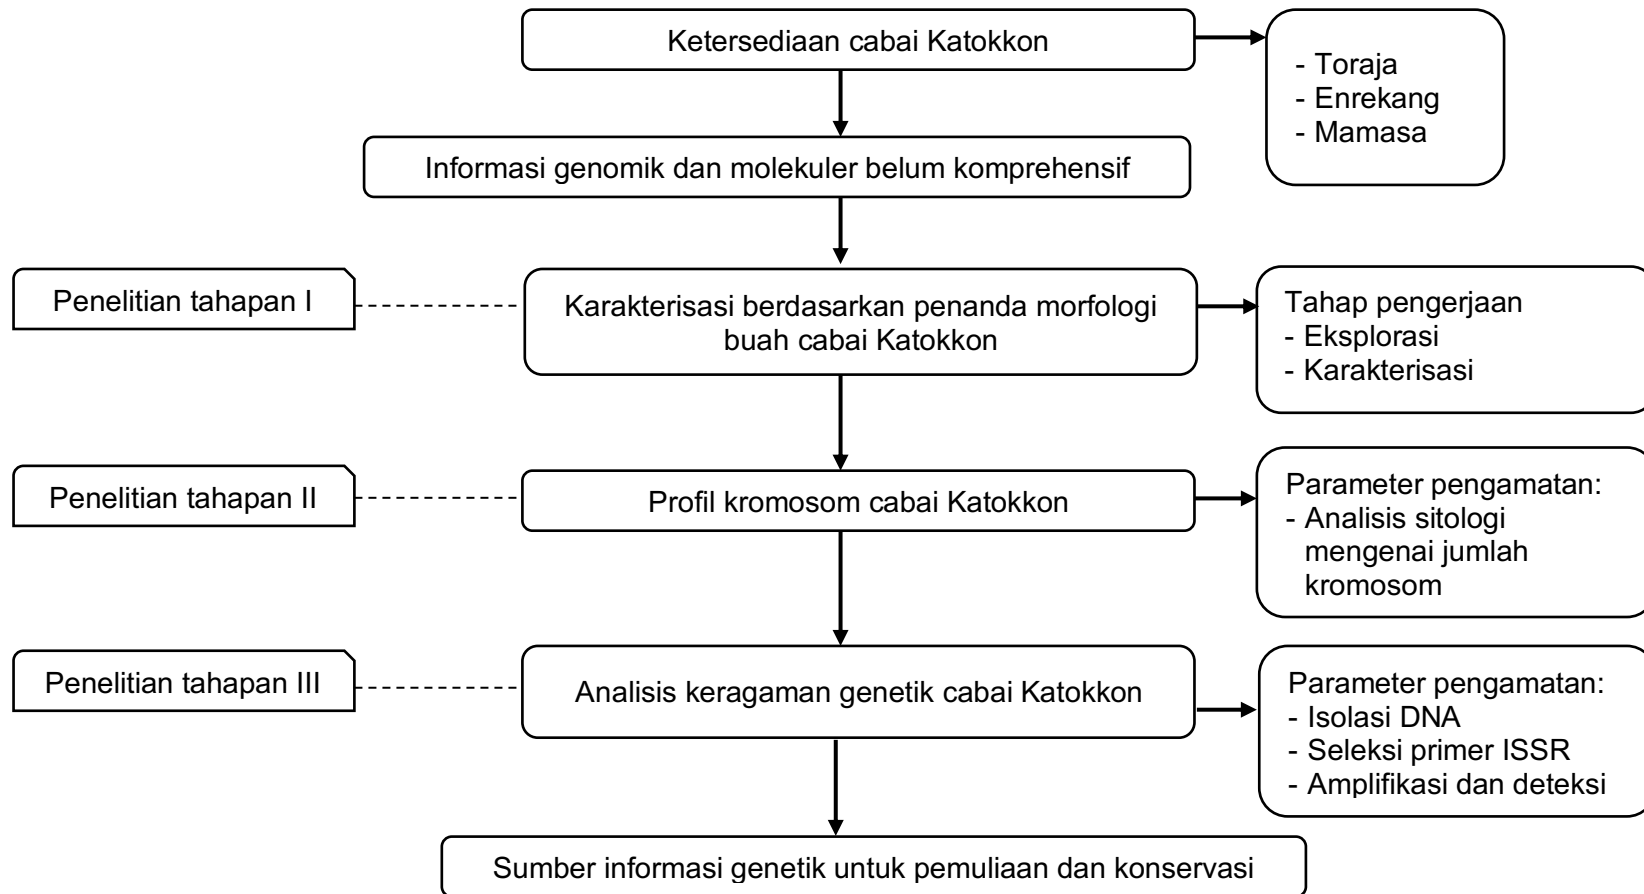 Ketersediaan cabai Katokkon
- Toraja
- Enrekang
- Mamasa
Informasi genomik dan molekuler belum komprehensif
Penelitian tahapan I
Karakterisasi berdasarkan penanda morfologi
buah cabai Katokkon
Tahap pengerjaan
- Eksplorasi
- Karakterisasi
Penelitian tahapan II
Profil kromosom cabai Katokkon
Parameter pengamatan:
- Analisis sitologi
mengenai jumlah
kromosom
Penelitian tahapan III
Analisis keragaman genetik cabai Katokkon
Parameter pengamatan:
- Isolasi DNA
- Seleksi primer ISSR
- Amplifikasi dan deteksi
Sumber informasi genetik untuk pemuliaan dan konservasi